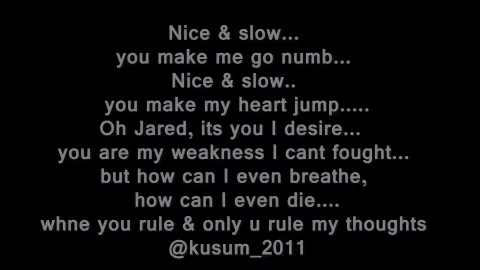 Nice & slow...
you make me go numb...
Nice & slow..
you make my heart jump.....
Oh Jared, its you I desire...
you are my weakness I cant fought...
but how can I even breathe,
how can I even die....
whne you rule & only u rule my thoughts
@kusum_2011